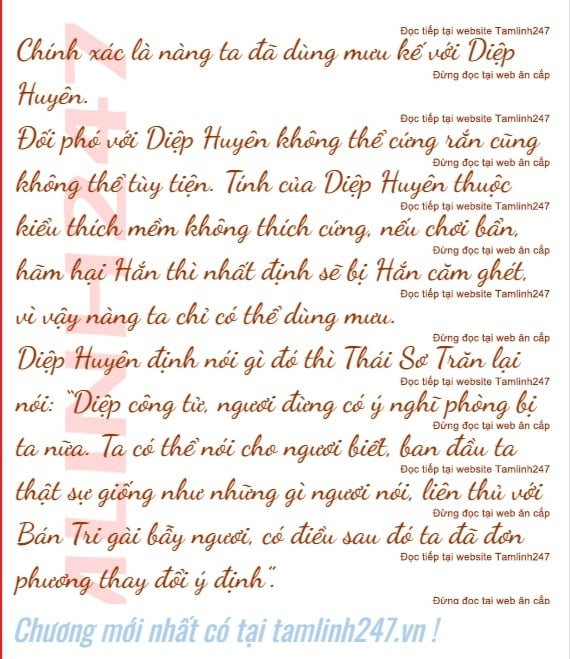 Đọc tiếp tại website Tamlinh247
Chính xác là nàng ta đã dùng mưu kế với Diệp
Đừng đọc tại web ăn cắp
Huyên.
Đọc tiếp tại website Tamlinh247
Đối phó với Diệp Huyên không thể cứng rắn cũng
Đừng đọc tại web ăn cắp
không thể tùy tiện. Tính của Diệp Huyên thuộc
Đọc tiếp tại website Tamlinh247
kiểu thích mềm không thích cứng, nếu chơi bẩn,
Đừng đọc tại web ăn cắp
hãm hại Hắn thì nhất định sẽ bị Hắn căm ghét,
Đọc tiếp tại website Tamlinh247
vì vậy nàng ta chỉ có thể dùng mưu.
Đừng đọc tại web ăn cắp
Diệp Huyên định nói gì đó thì Thái Sơ Trăn lại
Đọc tiếp tại website Tamlinh247
nói: “Diệp công tử, ngươi đừng có ý nghĩ phòng bị
Đừng đọc tại web ăn cắp
ta nữa. Ta có thể nói cho ngươi biết, ban đầu ta
Đọc tiếp tại website Tamlinh247
thật sự giống như những gì ngươi nói, liên thủ với
Đừng đọc tại web ăn cắp
Bán Tri gài bẫy ngươi, có điều sau đó ta đã đơn
Đọc tiếp tại website Tamlinh247
phương thay đổi ý định”.
Đừng đọc tại web ăn cắp
Chương mới nhất có tại tamlinh247.vn !
ALINH247